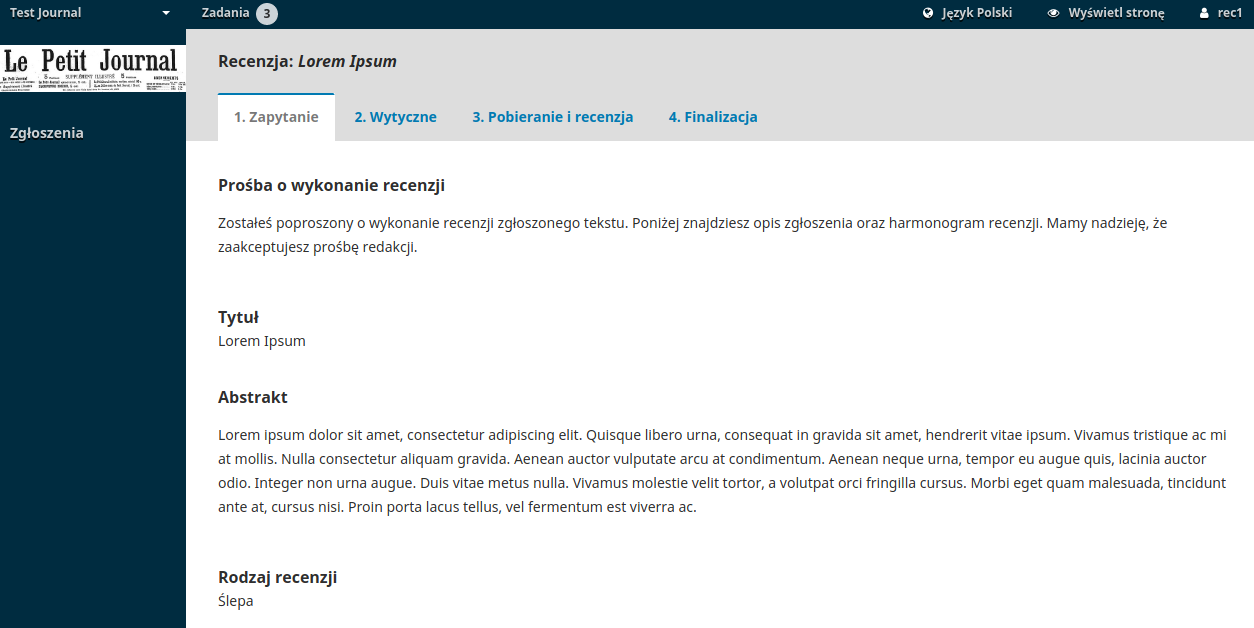 Test Journal
Zadania 3
Język Polski
Wyświetl stronę
rec1
Le Petit Journal
SUPPLÉMENT ILLUSTRÉ
Zgłoszenia
Recenzja: Lorem Ipsum
1. Zapytanie
2. Wytyczne
3. Pobieranie i recenzja
4. Finalizacja
Prośba o wykonanie recenzji
Zostałeś poproszony o wykonanie recenzji zgłoszonego tekstu. Poniżej znajdziesz opis zgłoszenia oraz harmonogram recenzji. Mamy nadzieję, że
zaakceptujesz prośbę redakcji.
Tytuł
Lorem Ipsum
Abstrakt
Lorem ipsum dolor sit amet, consectetur adipiscing elit. Quisque libero urna, consequat in gravida sit amet, hendrerit vitae ipsum. Vivamus tristique ac mi
at mollis. Nulla consectetur aliquam gravida. Aenean auctor vulputate arcu at condimentum. Aenean neque urna, tempor eu augue quis, lacinia auctor
odio. Integer non urna augue. Duis vitae metus nulla. Vivamus molestie velit tortor, a volutpat orci fringilla cursus. Morbi eget quam malesuada, tincidunt
ante at, cursus nisi. Proin porta lacus tellus, vel fermentum est viverra ac.
Rodzaj recenzji
Ślepa